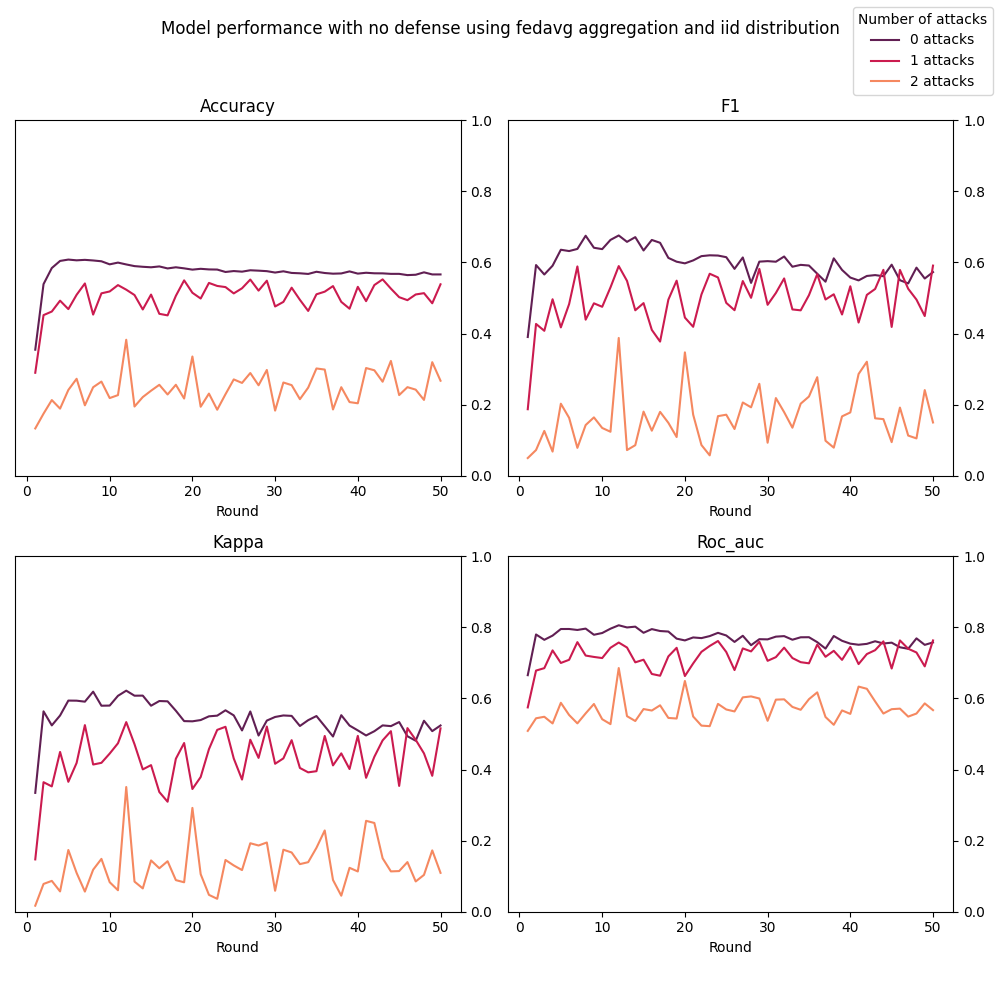 Model performance with no defense using fedavg aggregation and iid distribution
Number of attacks
0 attacks
1 attacks
2 attacks
Accuracy
1.0
0.8
0.6
0.4
0.2
0.0
0 10 20 30 40 50
Round
F1
1.0
0.8
0.6
0.4
0.2
0.0
0 10 20 30 40 50
Round
Kappa
1.0
0.8
0.6
0.4
0.2
0.0
0 10 20 30 40 50
Round
Roc_auc
1.0
0.8
0.6
0.4
0.2
0.0
0 10 20 30 40 50
Round